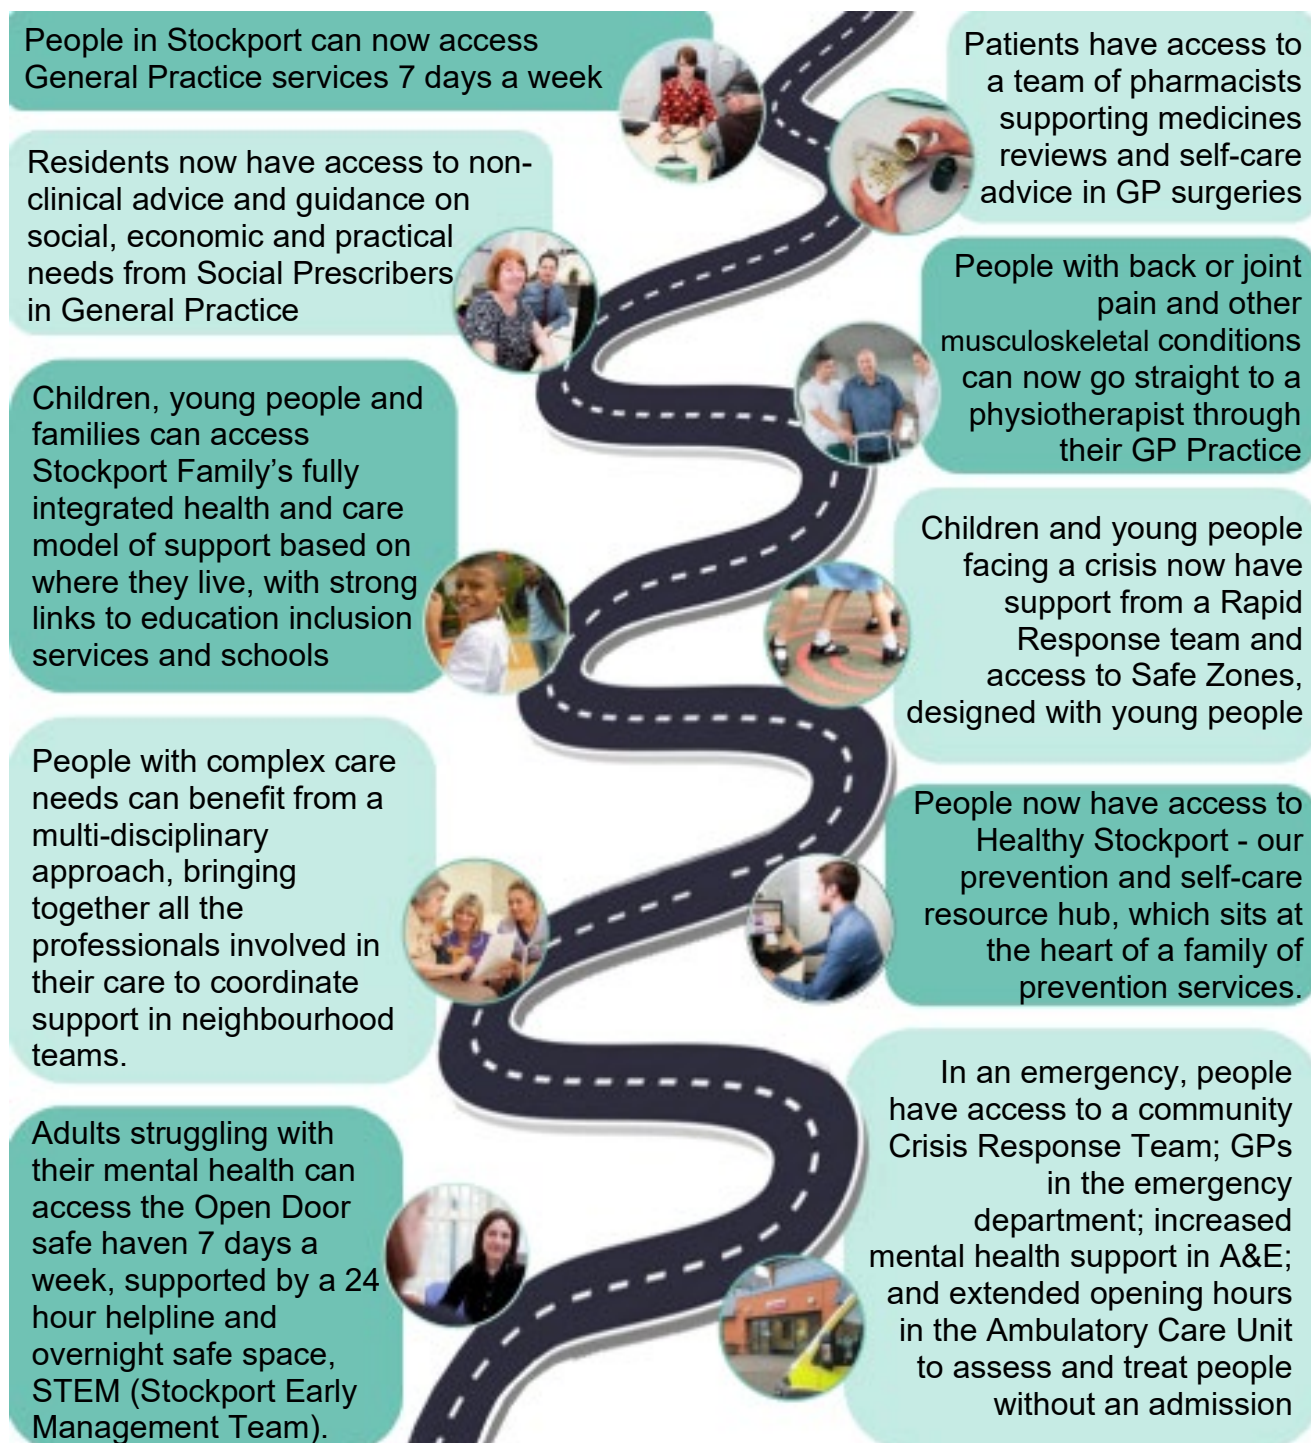 People in Stockport can now access
General Practice services 7 days a week
Patients have access to
a team of pharmacists
supporting medicines
reviews and self-care
advice in GP surgeries
Residents now have access to non-
clinical advice and guidance on
social, economic and practical
needs from Social Prescribers
in General Practice
People with back or joint
pain and other
musculoskeletal conditions
can now go straight to a
physiotherapist through
their GP Practice
Children, young people and
families can access
Stockport Family’s fully
integrated health and care
model of support based on
where they live, with strong
links to education inclusion
services and schools
Children and young people
facing a crisis now have
support from a Rapid
Response team and
access to Safe Zones,
designed with young people
People with complex care
needs can benefit from a
multi-disciplinary
approach, bringing
together all the
professionals involved in
their care to coordinate
support in neighbourhood
teams.
People now have access to
Healthy Stockport - our
prevention and self-care
resource hub, which sits at
the heart of a family of
prevention services.
Adults struggling with
their mental health can
access the Open Door
safe haven 7 days a
week, supported by a 24
hour helpline and
overnight safe space,
STEM (Stockport Early
Management Team).
In an emergency, people
have access to a community
Crisis Response Team; GPs
in the emergency
department; increased
mental health support in A&E;
and extended opening hours
in the Ambulatory Care Unit
to assess and treat people
without an admission